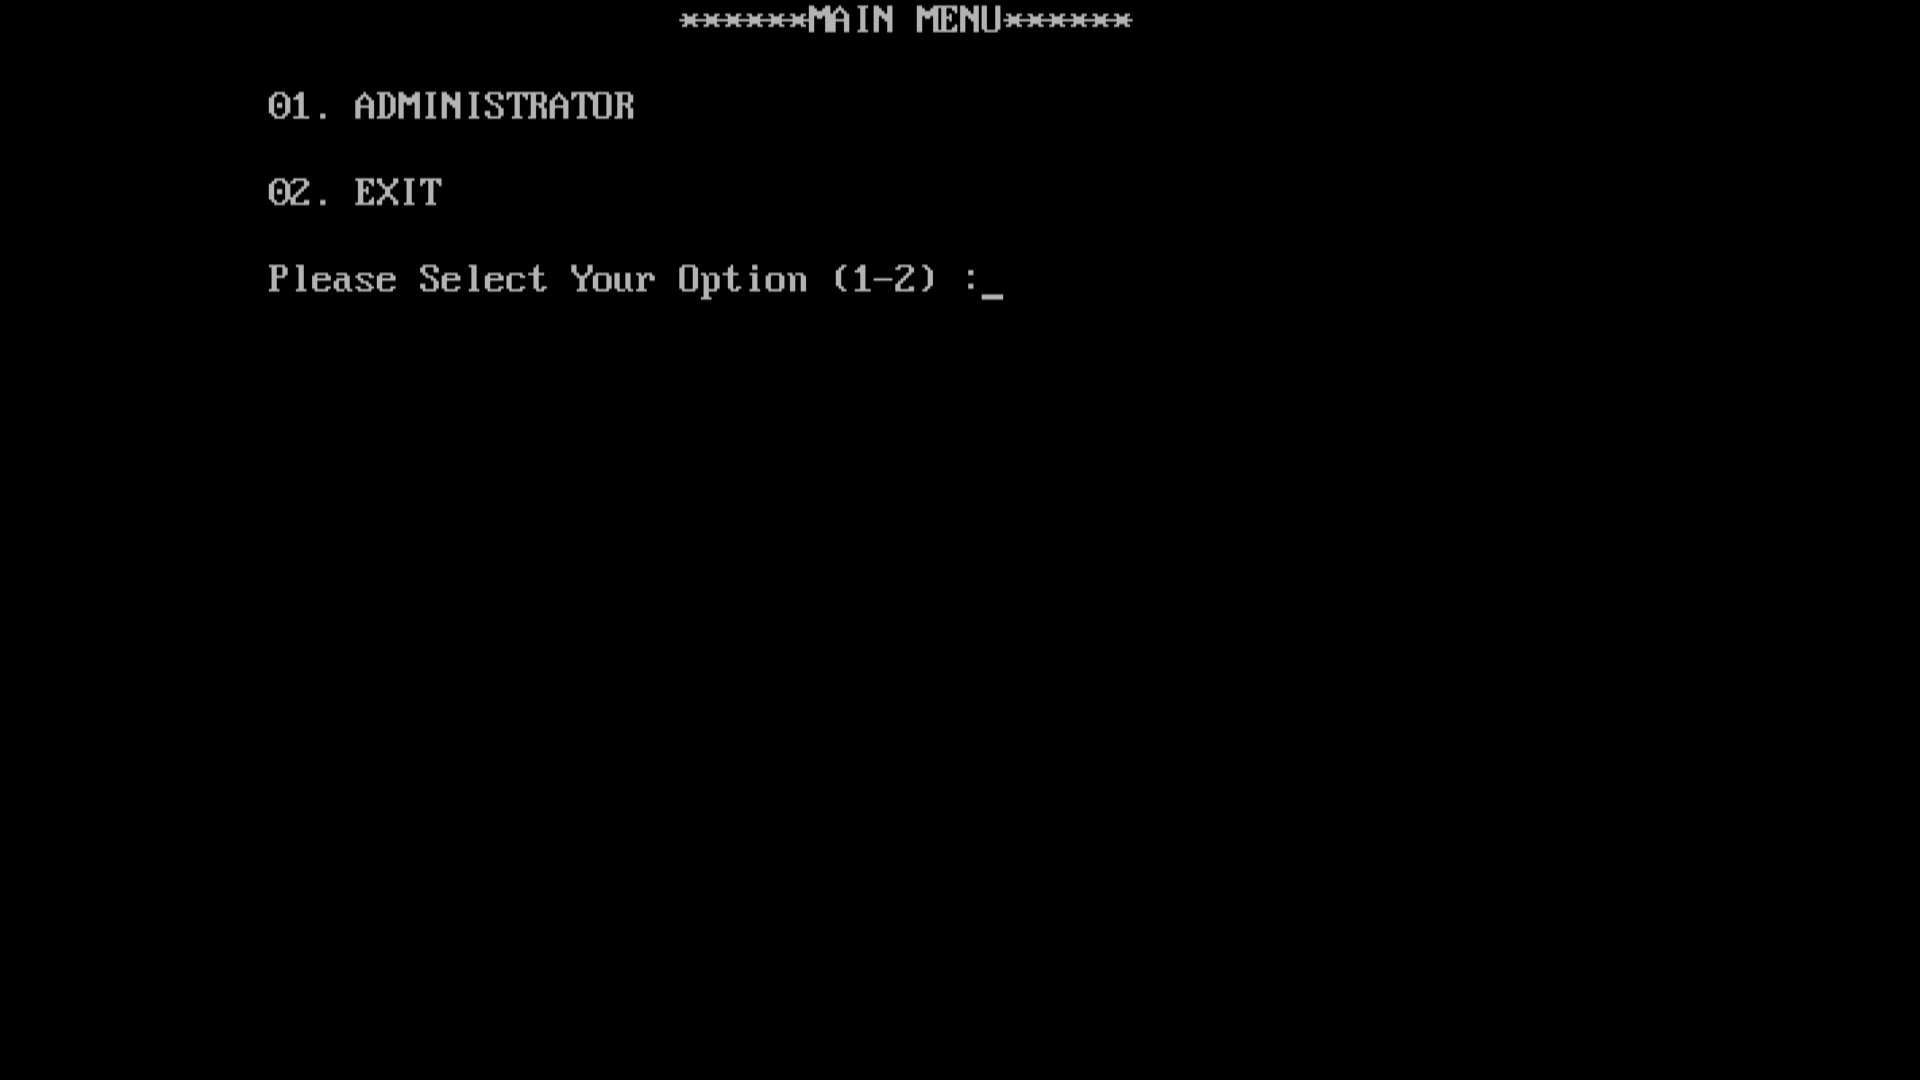 ******MAIN MENU******
01. ADMINISTRATOR
02. EXIT
Please Select Your Option (1-2) :_